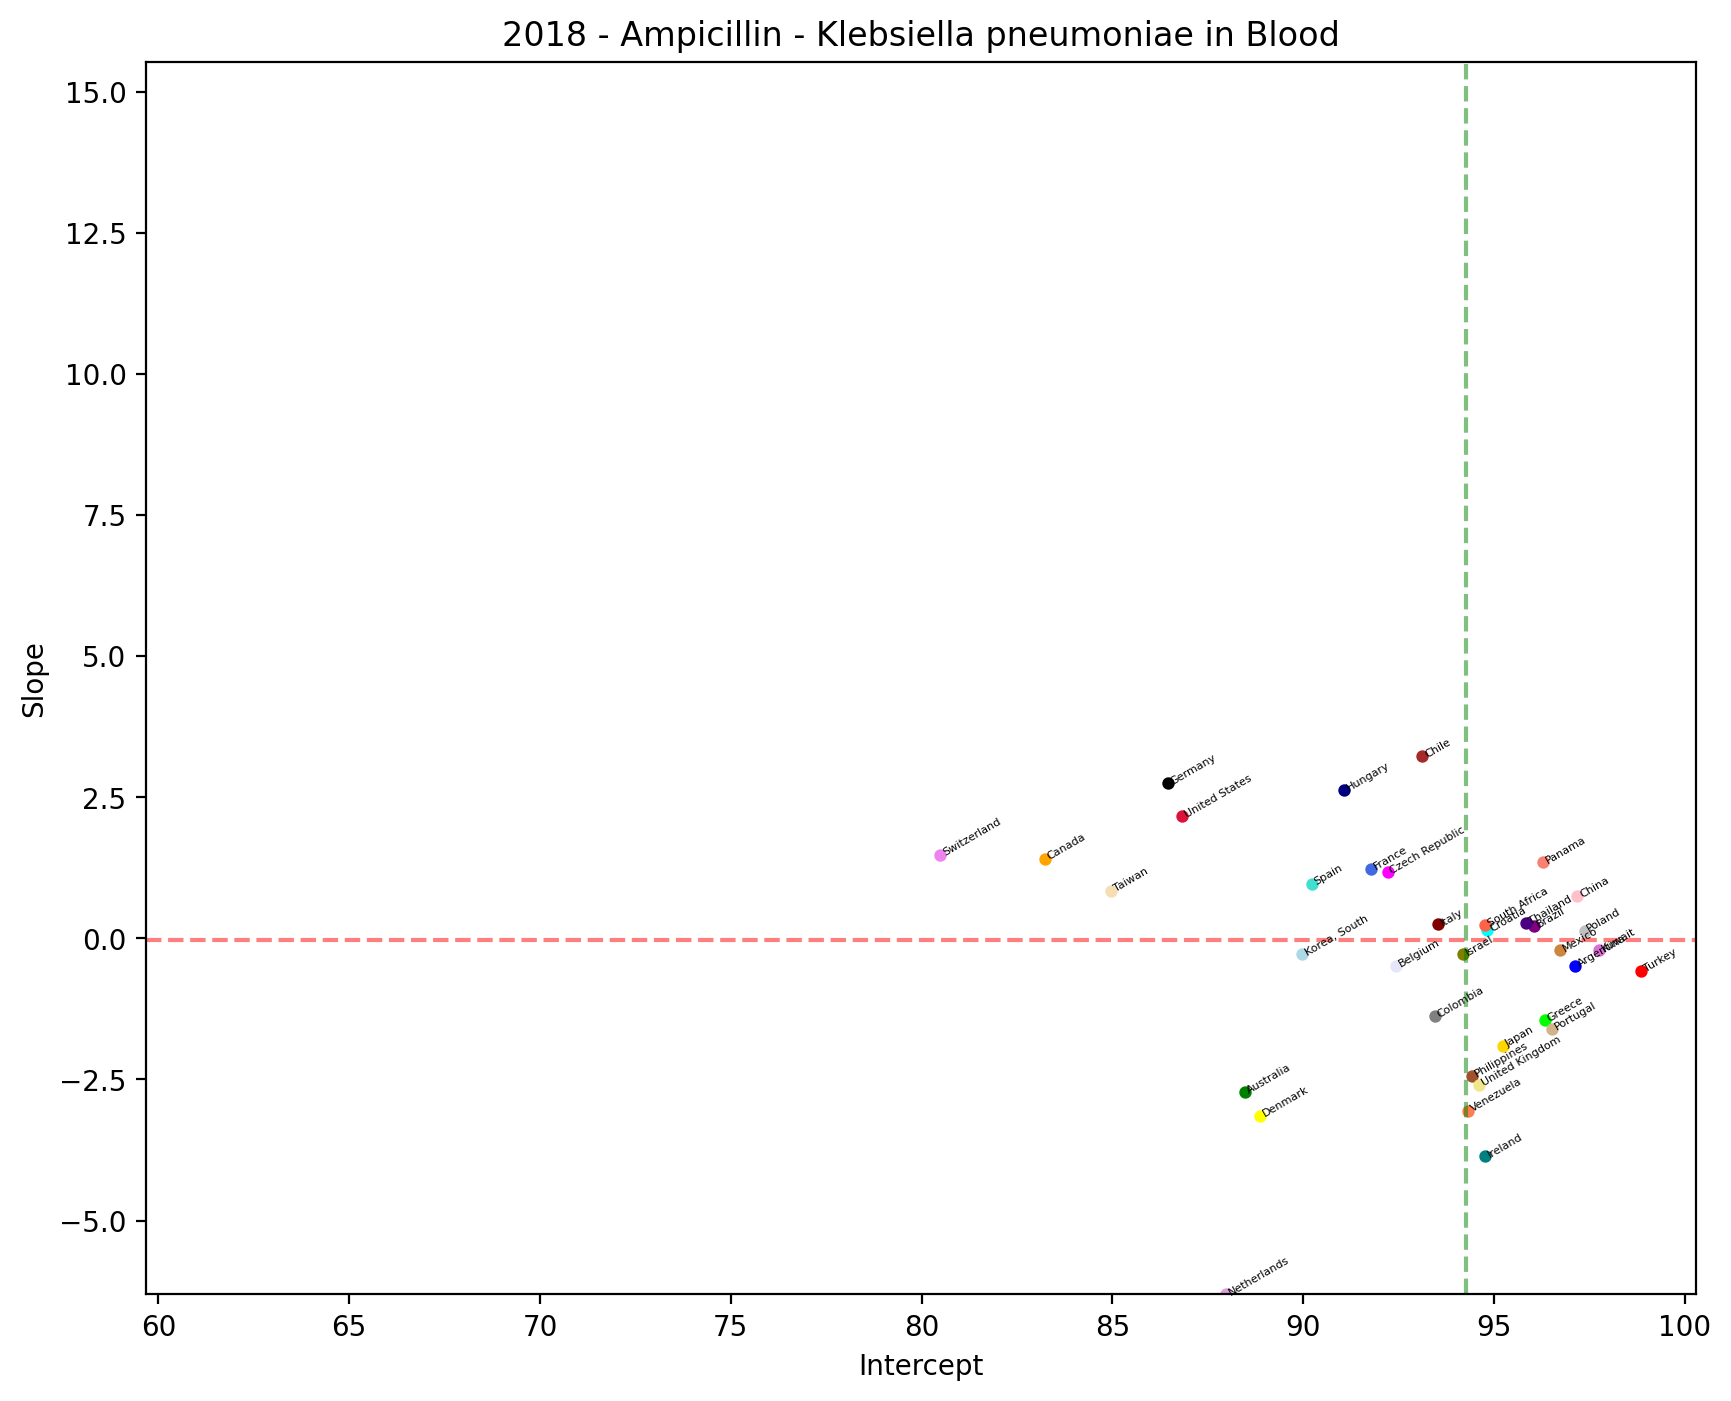 2018 - Ampicillin - Klebsiella pneumoniae in Blood
15.0
12.5
10.0
7.5
5.0
2.5
0.0
−2.5
−5.0
Slope
Chile
Germany
Hungary
United States
Switzerland
Canada
Czech Republic
France
Panama
Taiwan
Spain
China
South Africa
Thailand
Italy
Croatia
Brazil
Poland
Korea, South
Israel
Mexico
Kuwait
Belgium
Argentina
Turkey
Colombia
Greece
Portugal
Japan
Philippines
United Kingdom
Australia
Venezuela
Denmark
Ireland
Netherlands
60 65 70 75 80 85 90 95 100
Intercept